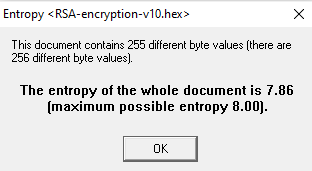 Entropy <RSA-encryption-v10.hex>
This document contains 255 different byte values (there are
256 different byte values).
The entropy of the whole document is 7.86
(maximum possible entropy 8.00).
OK